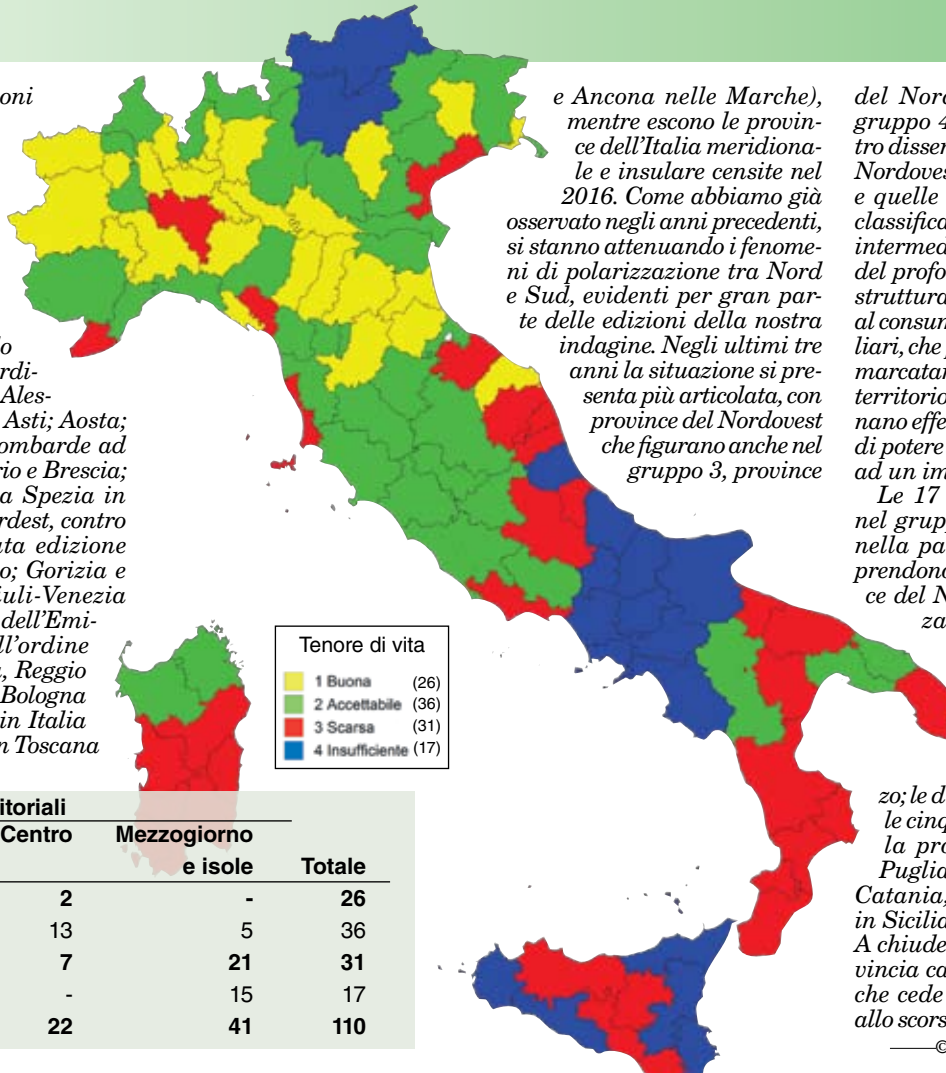 oni
rdi-
Ales-
Asti; Aosta;
ombarde ad
rio e Brescia;
a Spezia in
rdest, contro
ata edizione
o; Gorizia e
iuli-Venezia
dell'Emi-
ll'ordine
, Reggio
Bologna
in Italia
n Toscana
e Ancona nelle Marche),
mentre escono le provin-
ce dell'Italia meridiona-
le e insulare censite nel
2016. Come abbiamo già
osservato negli anni precedenti,
si stanno attenuando i fenome-
ni di polarizzazione tra Nord
e Sud, evidenti per gran par-
te delle edizioni della nostra
indagine. Negli ultimi tre
anni la situazione si pre-
senta più articolata, con
province del Nordovest
che figurano anche nel
gruppo 3, province
del Nord
gruppo 4
tro dissen
Nordoves
e quelle
classifica
intermed
del profo
struttura
al consun
liari, che p
marcatan
territorio
nano effe
di potere
ad un im
Le 17
nel grupp
nella pa
prendono
ce del N
za
zo; le d
le cinq
la pro
Puglia
Catania,
in Sicilia
A chiude
vincia ca
che cede
allo scors
©
Tenore di vita
1 Buona (26)
2 Accettabile (36)
3 Scarsa (31)
4 Insufficiente (17)
itoriali
Centro Mezzogiorno
e isole Totale
2 - 26
13 5 36
7 21 31
- 15 17
22 41 110